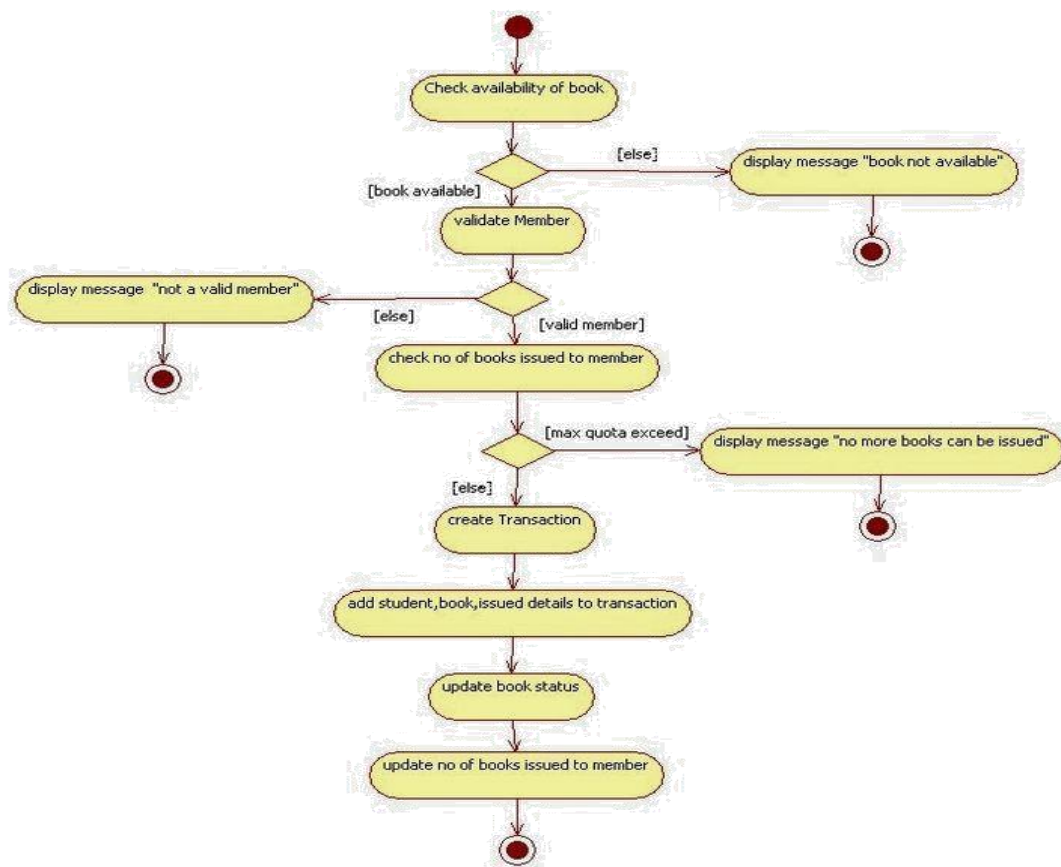 Check availability of book
[else]
display message "book not available"
[book available]
validate Member
display message  "not a valid member"
[else]
[valid member]
check no of books issued to member
[max quota exceed]
display message "no more books can be issued"
[else]
create Transaction
add student,book,issued details to transaction
update book status
update no of books issued to member